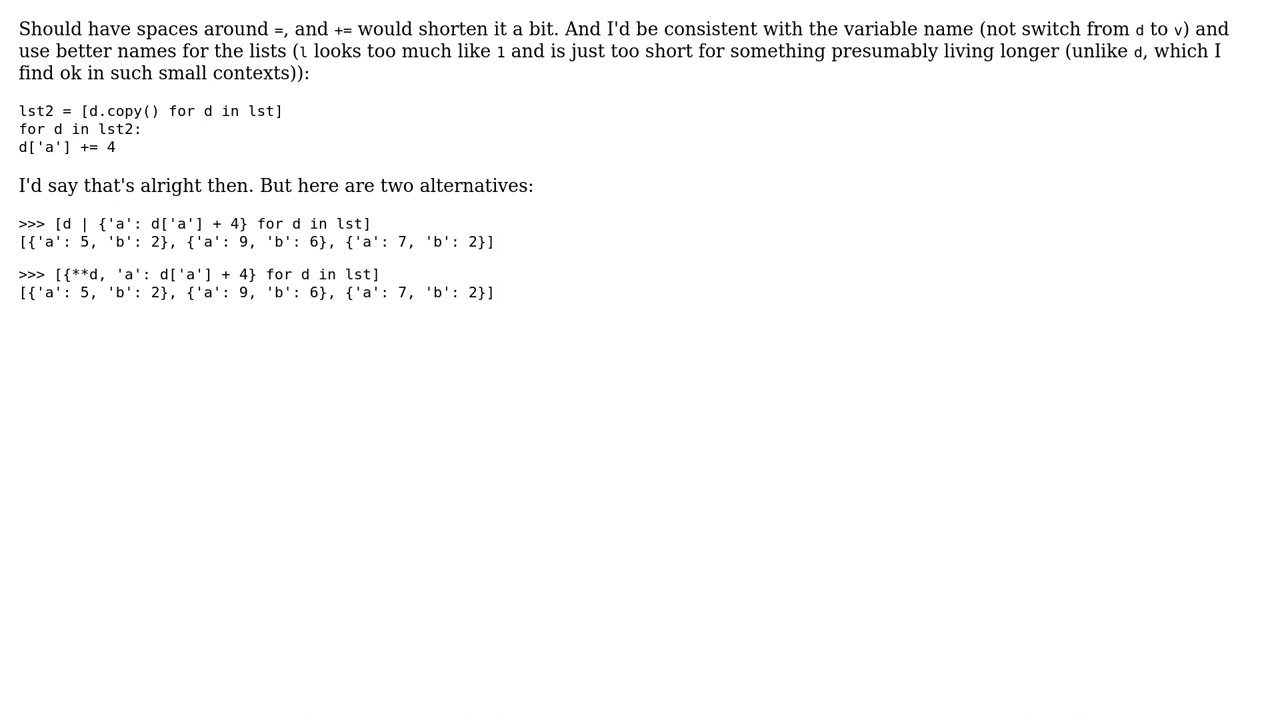 Should have spaces around =, and += would shorten it a bit. And I'd be consistent with the variable name (not switch from d to v) and
use better names for the lists (l looks too much like 1 and is just too short for something presumably living longer (unlike d, which I
find ok in such small contexts)):
lst2 = [d.copy() for d in lst]
for d in lst2:
d['a'] += 4
I'd say that's alright then. But here are two alternatives:
>>> [d | {'a': d['a'] + 4} for d in lst]
[{'a': 5, 'b': 2}, {'a': 9, 'b': 6}, {'a': 7, 'b': 2}]
>>> [{**d, 'a': d['a'] + 4} for d in lst]
[{'a': 5, 'b': 2}, {'a': 9, 'b': 6}, {'a': 7, 'b': 2}]